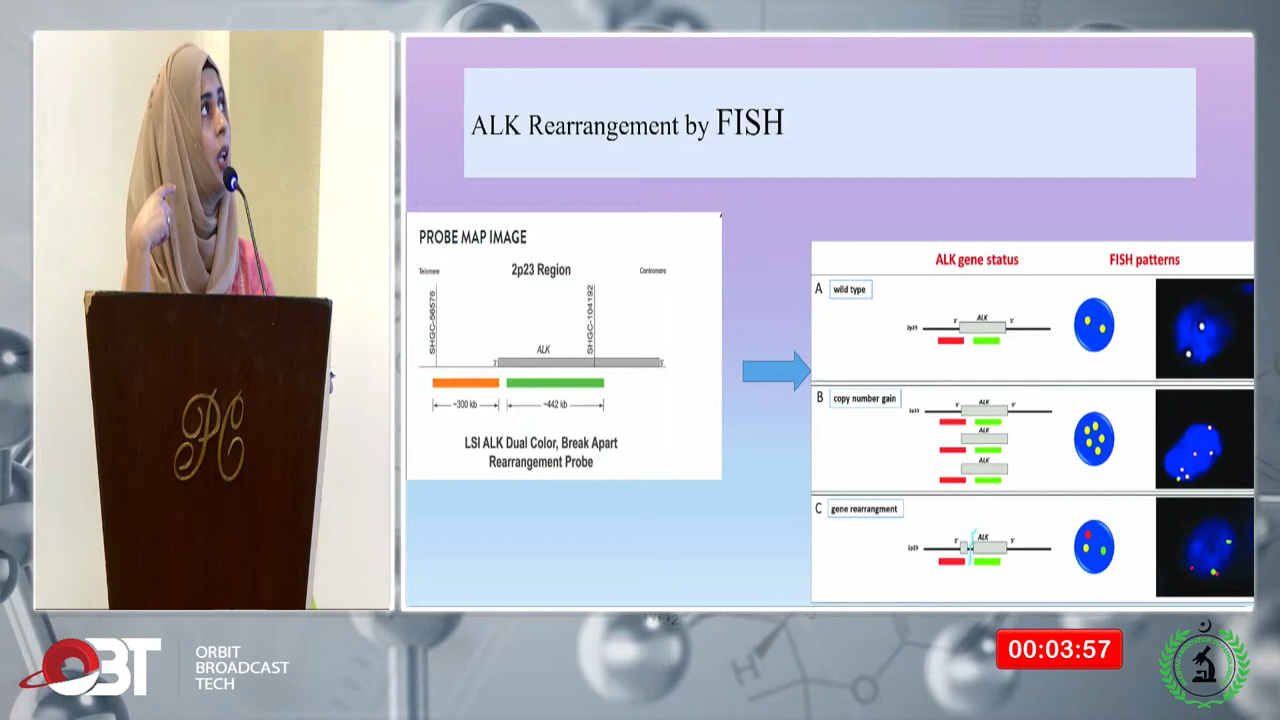 ALK Rearrangement by FISH
PROBE MAP IMAGE
Telomere
2p23 Region
Centromere
SHGC-56576
SHGC-104192
ALK
3'
5'
~300 kb
~442 kb
LSI ALK Dual Color, Break Apart
Rearrangement Probe
ALK gene status
FISH patterns
A
wild type
3'
ALK
5'
2p23
B
copy number gain
3'
ALK
5'
2p23
ALK
ALK
C
gene rearrangment
3'
ALK
5'
2p23
PC
OBT
ORBIT
BROADCAST
TECH
00:03:57